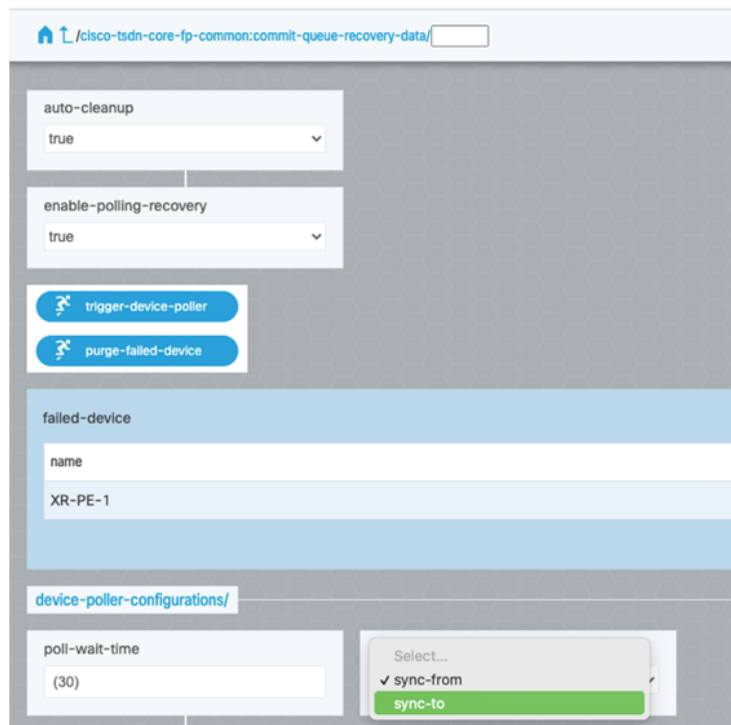 /cisco-tsdn-core-fp-common:commit-queue-recovery-data/
auto-cleanup
true
enable-polling-recovery
true
trigger-device-poller
purge-failed-device
failed-device
name
XR-PE-1
device-poller-configurations/
poll-wait-time
(30)
Select...
✓ sync-from
sync-to